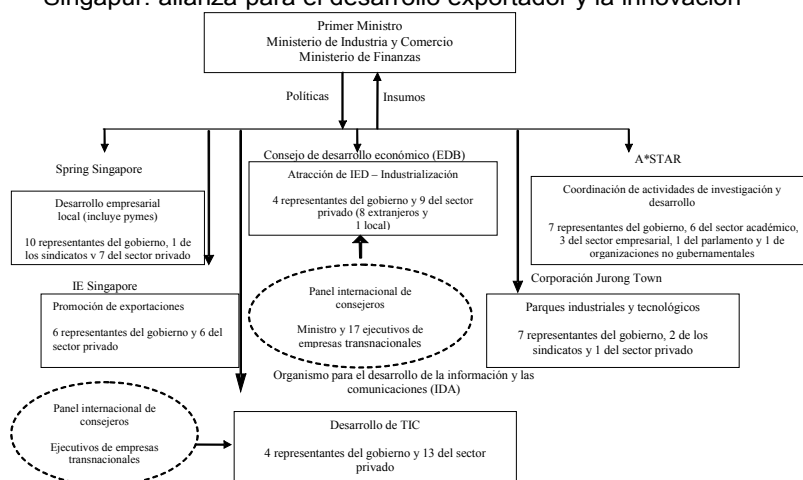 Singapur: alianza para el desarrollo exportador y la innovación
Primer Ministro
Ministerio de Industria y Comercio
Ministerio de Finanzas
Políticas
Insumos
Spring Singapore
Desarrollo empresarial
local (incluye pymes)
10 representantes del gobierno, 1 de
los sindicatos y 7 del sector privado
Consejo de desarrollo económico (EDB)
Atracción de IED – Industrialización
4 representantes del gobierno y 9 del sector
privado (8 extranjeros y
1 local)
A*STAR
Coordinación de actividades de investigación y
desarrollo
7 representantes del gobierno, 6 del sector académico,
3 del sector empresarial, 1 del parlamento y 1 de
organizaciones no gubernamentales
IE Singapore
Promoción de exportaciones
6 representantes del gobierno y 6 del
sector privado
Panel internacional de
consejeros
Ministro y 17 ejecutivos de
empresas transnacionales
Corporación Jurong Town
Parques industriales y tecnológicos
7 representantes del gobierno, 2 de los
sindicatos y 1 del sector privado
Organismo para el desarrollo de la información y las
comunicaciones (IDA)
Panel internacional de
consejeros
Ejecutivos de empresas
transnacionales
Desarrollo de TIC
4 representantes del gobierno y 13 del sector
privado